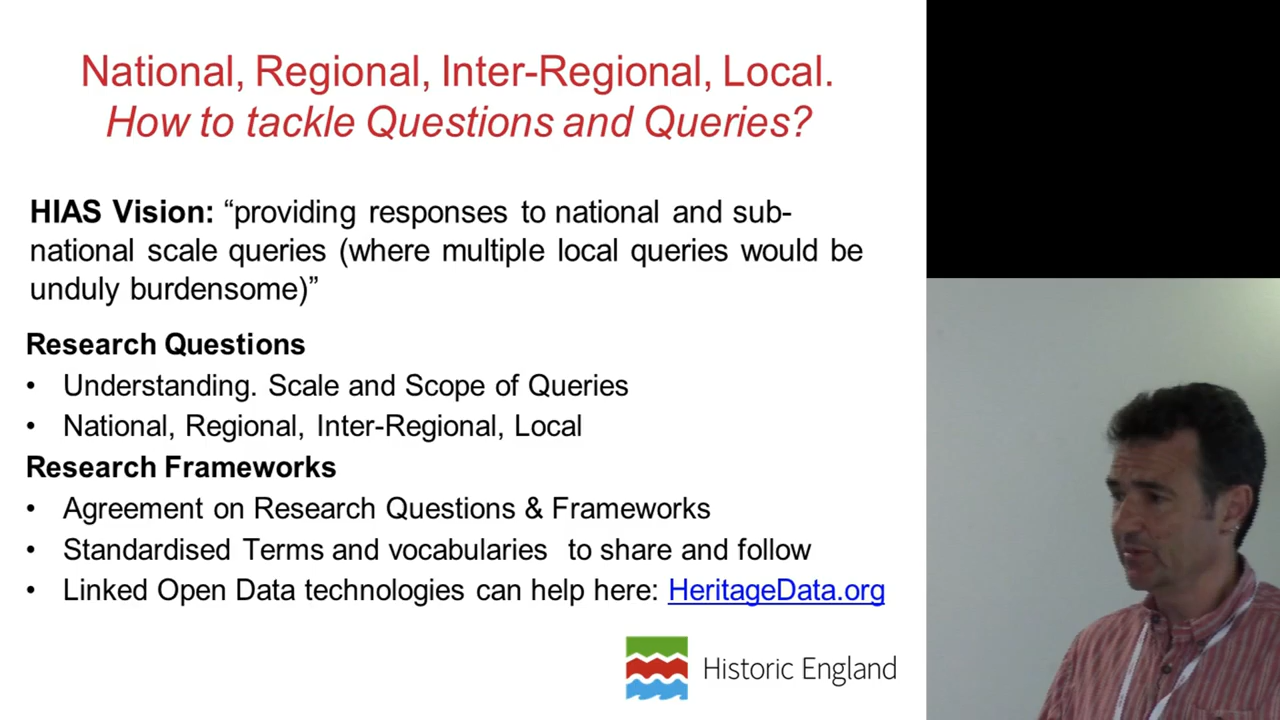 National, Regional, Inter-Regional, Local.
How to tackle Questions and Queries?
HIAS Vision: “providing responses to national and sub-
national scale queries (where multiple local queries would be
unduly burdensome)”
Research Questions
• Understanding. Scale and Scope of Queries
• National, Regional, Inter-Regional, Local
Research Frameworks
• Agreement on Research Questions & Frameworks
• Standardised Terms and vocabularies to share and follow
• Linked Open Data technologies can help here: HeritageData.org
Historic England